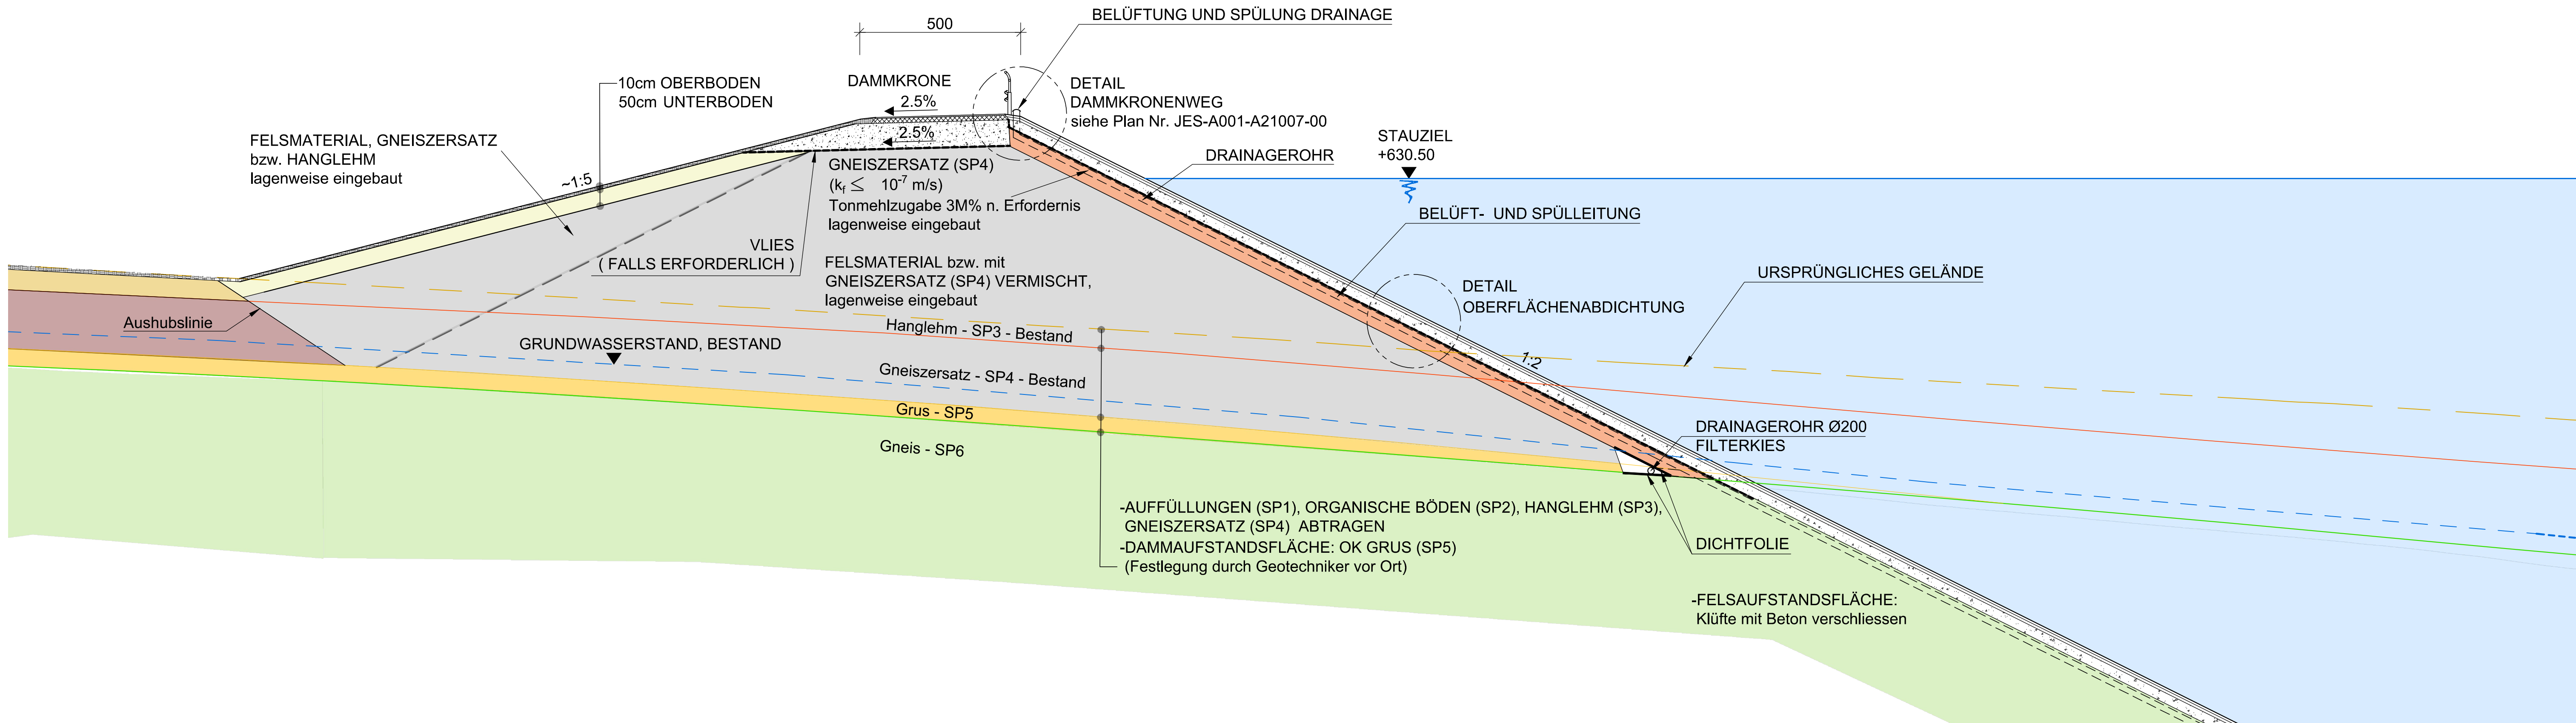 BELÜFTUNG UND SPÜLUNG DRAINAGE
500
10cm OBERBODEN
50cm UNTERBODEN
DAMMKRONE
2.5%
2.5%
DETAIL
DAMMKRONENWEG
siehe Plan Nr. JES-A001-A21007-00
STAUZIEL
+630.50
FELSMATERIAL, GNEISZERSATZ
bzw. HANGLEHM
lagenweise eingebaut
~1:5
GNEISZERSATZ (SP4)
(kf ≤ 10-7 m/s)
Tonmehlzugabe 3M% n. Erfordernis
lagenweise eingebaut
DRAINAGEROHR
BELÜFT- UND SPÜLLEITUNG
VLIES
( FALLS ERFORDERLICH )
FELSMATERIAL bzw. mit
GNEISZERSATZ (SP4) VERMISCHT,
lagenweise eingebaut
URSPRÜNGLICHES GELÄNDE
DETAIL
OBERFLÄCHENABDICHTUNG
Aushubslinie
GRUNDWASSERSTAND, BESTAND
Hanglehm - SP3 - Bestand
1:2
Gneiszersatz - SP4 - Bestand
Grus - SP5
Gneis - SP6
DRAINAGEROHR Ø200
FILTERKIES
-AUFFÜLLUNGEN (SP1), ORGANISCHE BÖDEN (SP2), HANGLEHM (SP3),
GNEISZERSATZ (SP4) ABTRAGEN
-DAMMAUFSTANDSFLÄCHE: OK GRUS (SP5)
(Festlegung durch Geotechniker vor Ort)
DICHTFOLIE
-FELSAUFSTANDSFLÄCHE:
Klüfte mit Beton verschliessen